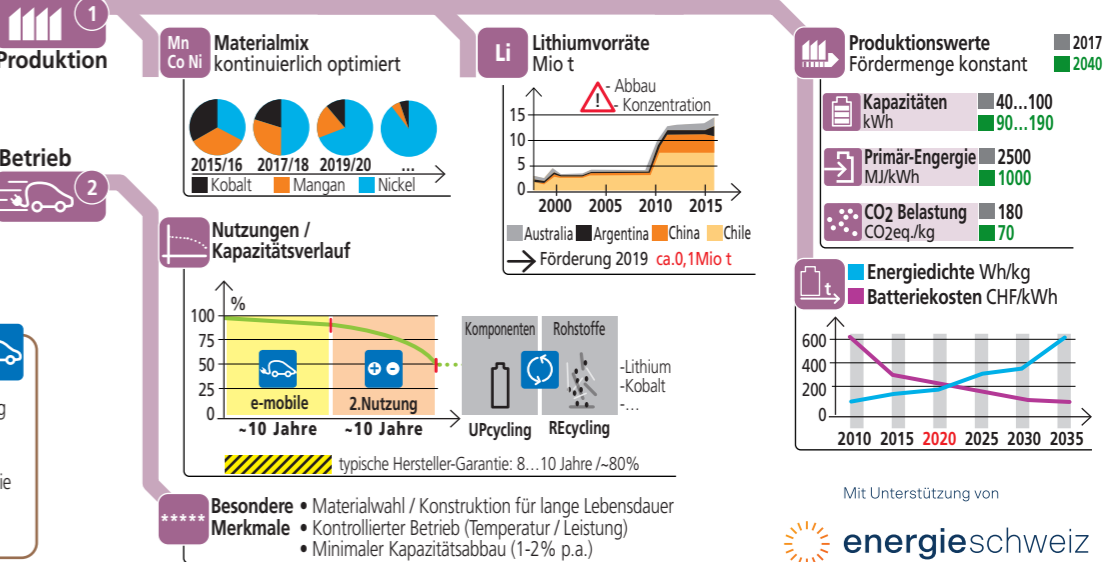 1
Produktion
Mn
Co Ni
Materialmix
kontinuierlich optimiert
2015/16 2017/18 2019/20 ...
Kobalt Mangan Nickel
Li
Lithiumvorräte
Mio t
!
- Abbau
- Konzentration
15
10
5
0
2000 2005 2010 2015
Australia Argentina China Chile
Förderung 2019 ca.0,1Mio t
Produktionswerte
Fördermenge konstant
2017
2040
Kapazitäten
kWh
40...100
90...190
Primär-Engergie
MJ/kWh
2500
1000
CO2 Belastung
CO2eq./kg
180
70
t
Energiedichte Wh/kg
Batteriekosten CHF/kWh
600
400
200
0
2010 2015 2020 2025 2030 2035
Betrieb
2
Nutzungen /
Kapazitätsverlauf
%
100
75
50
25
0
e-mobile
~10 Jahre
2.Nutzung
~10 Jahre
Komponenten
UPcycling
Rohstoffe
REcycling
-Lithium
-Kobalt
-...
typische Hersteller-Garantie: 8...10 Jahre /~80%
*****
Besondere
Merkmale
• Materialwahl / Konstruktion für lange Lebensdauer
• Kontrollierter Betrieb (Temperatur / Leistung)
• Minimaler Kapazitätsabbau (1-2% p.a.)
Mit Unterstützung von
energieschweiz